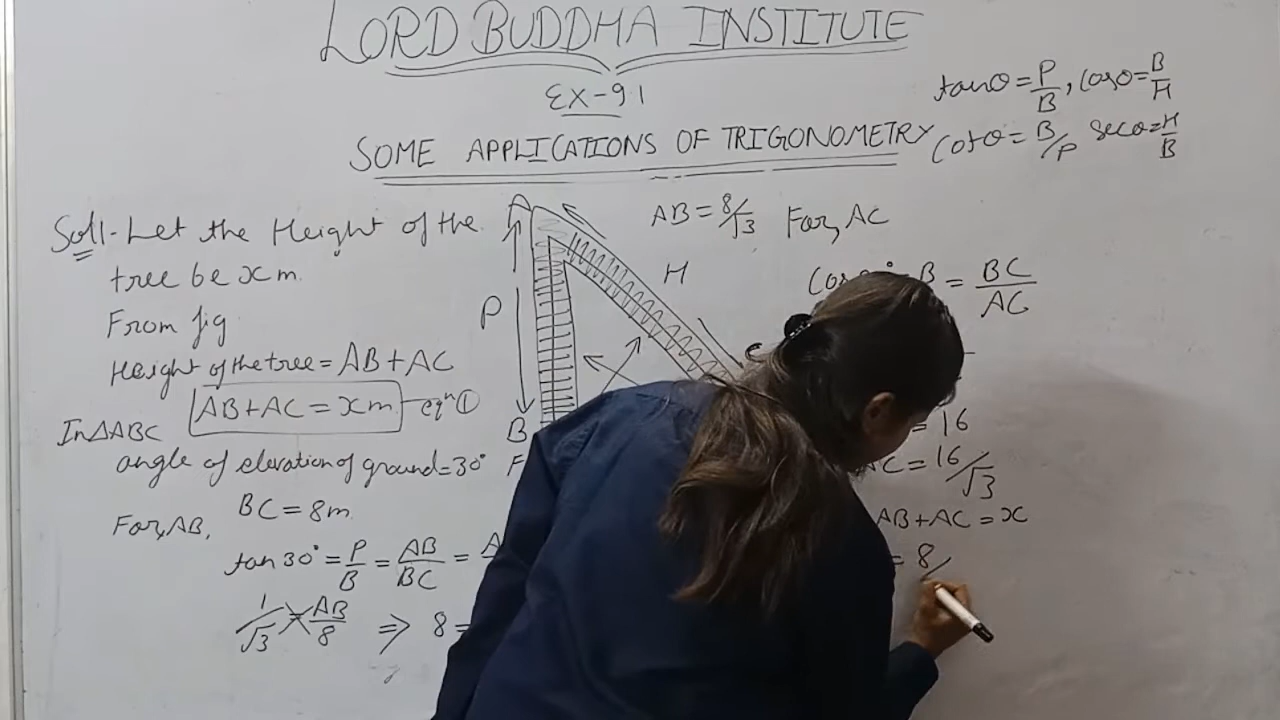 LORD BUDDHA INSTITUTE
EX-9.1
SOME APPLICATIONS OF TRIGONOMETRY
tanθ = P/B, cosθ = B/H
cotθ = B/P secθ = H/B
Soln.- Let the Height of the
tree be x m.
From fig
Height of the tree = AB + AC
AB + AC = x m - eqn ①
In ΔABC
angle of elevation of ground = 30°
BC = 8m.
For, AB,
tan 30° = P/B = AB/BC =
1/√3 = AB/8 ⇒ 8 =
A
P
H
B
AB = 8/√3 For, AC
B = BC/AC
= 16
AC = 16/√3
AB + AC = x
= 8/